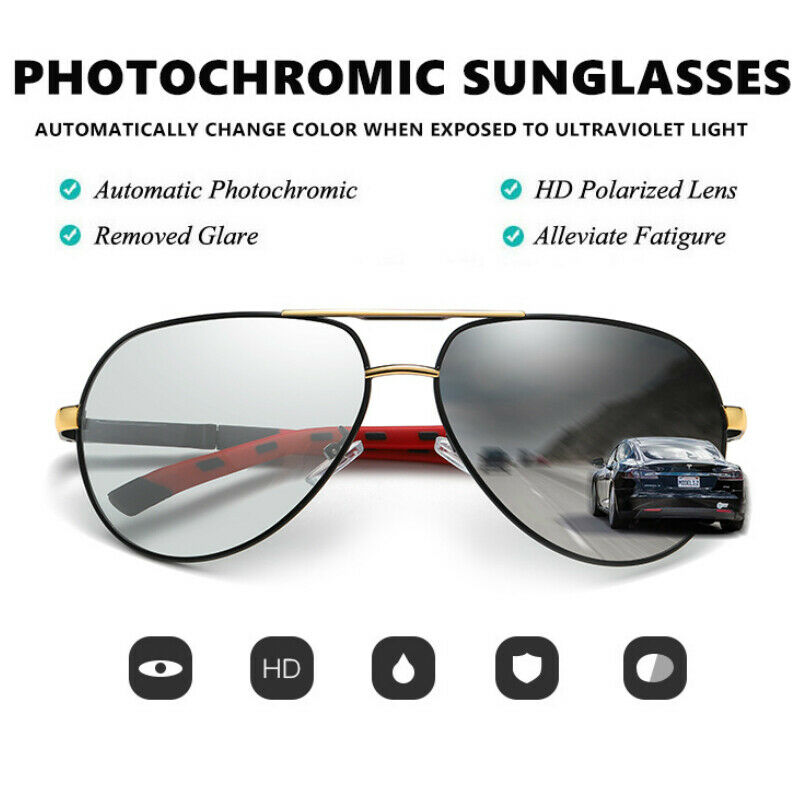 PHOTOCHROMIC SUNGLASSES
AUTOMATICALLY CHANGE COLOR WHEN EXPOSED TO ULTRAVIOLET LIGHT
Automatic Photochromic
HD Polarized Lens
Removed Glare
Alleviate Fatigure
HD